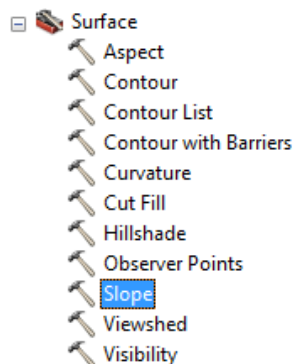 Surface
Aspect
Contour
Contour List
Contour with Barriers
Curvature
Cut Fill
Hillshade
Observer Points
Slope
Viewshed
Visibility